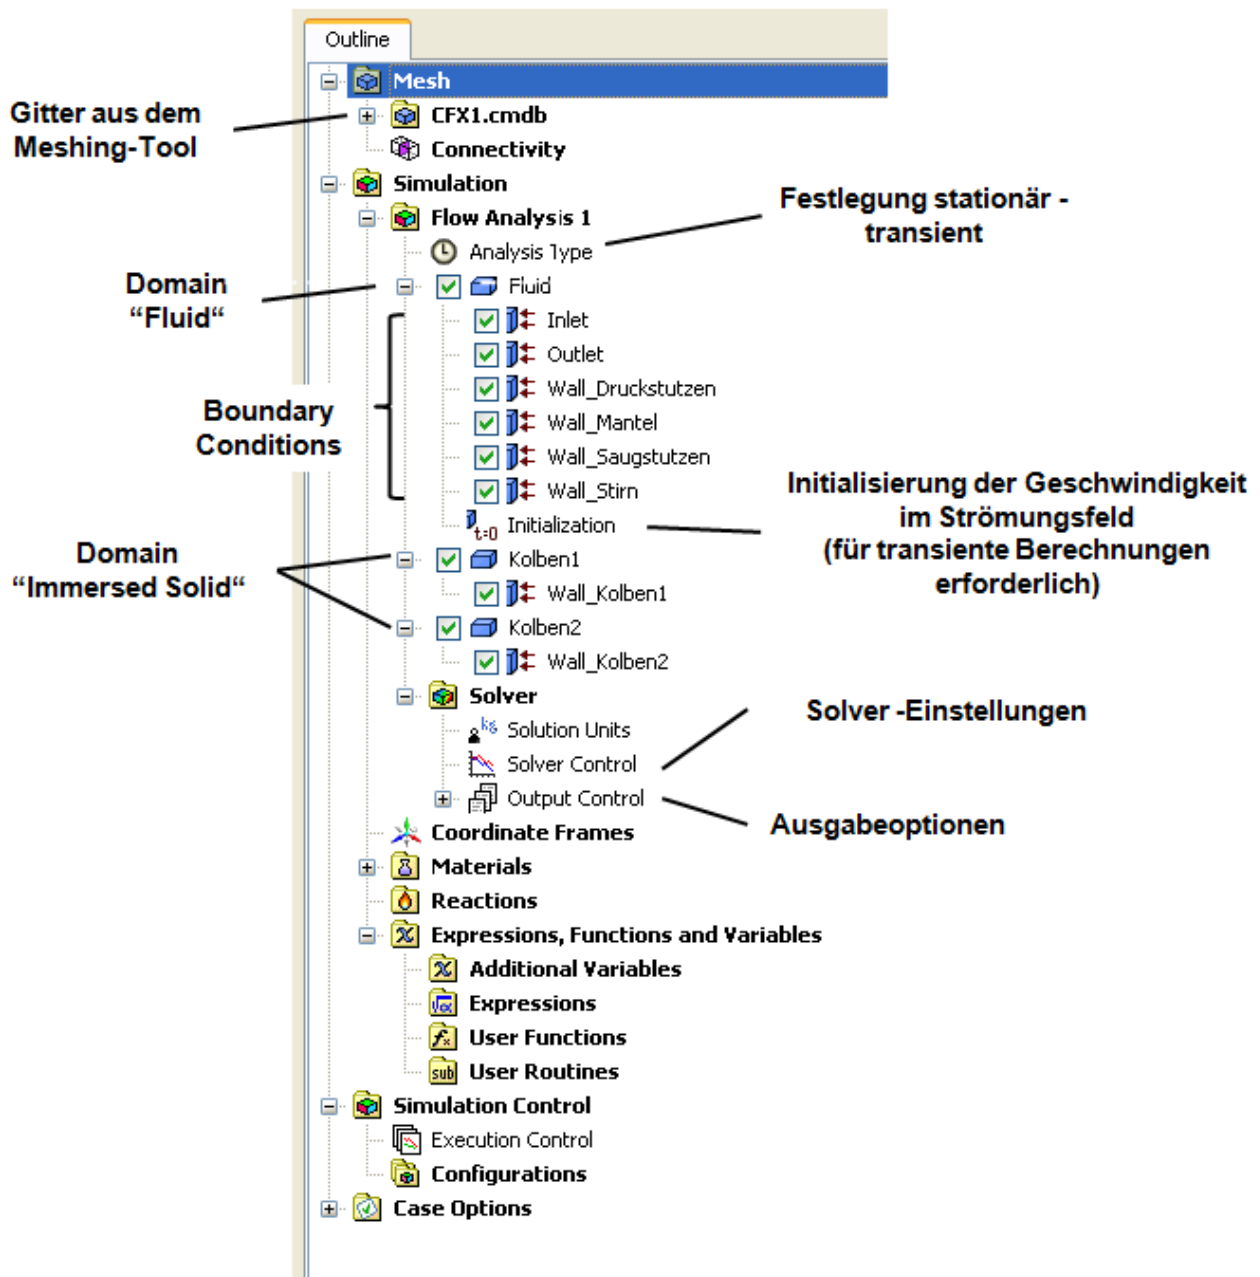 Outline
Mesh
Gitter aus dem
Meshing-Tool
CFX1.cmdb
Connectivity
Simulation
Flow Analysis 1
Festlegung stationär -
transient
Analysis Type
Domain
“Fluid“
Fluid
Inlet
Outlet
Wall_Druckstutzen
Boundary
Conditions
Wall_Mantel
Wall_Saugstutzen
Wall_Stirn
Initialisierung der Geschwindigkeit
im Strömungsfeld
(für transiente Berechnungen
erforderlich)
t=0 Initialization
Domain
“Immersed Solid“
Kolben1
Wall_Kolben1
Kolben2
Wall_Kolben2
Solver
kg Solution Units
Solver -Einstellungen
Solver Control
Output Control
Ausgabeoptionen
Coordinate Frames
Materials
Reactions
Expressions, Functions and Variables
Additional Variables
Expressions
User Functions
sub User Routines
Simulation Control
Execution Control
Configurations
Case Options